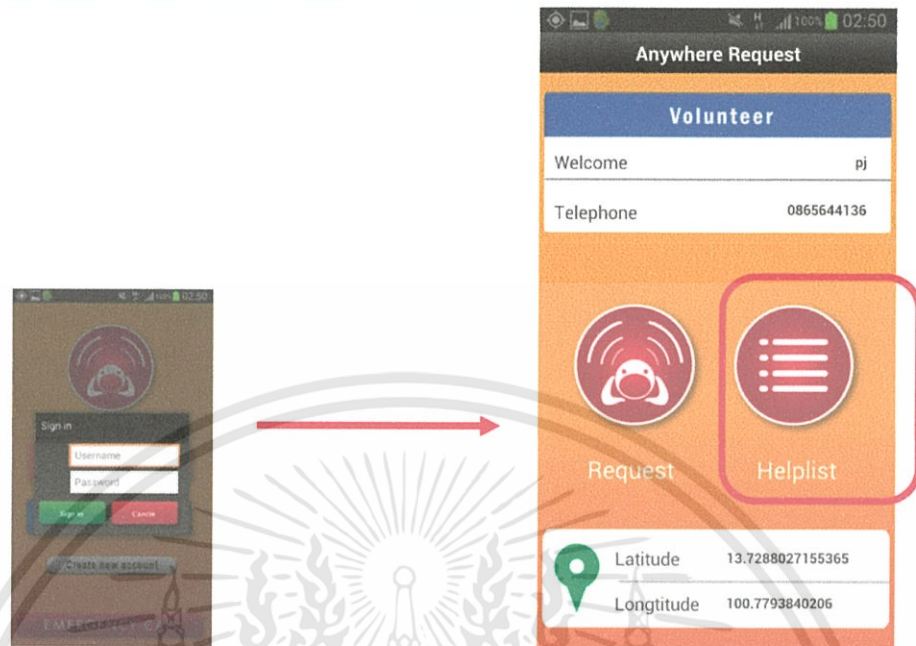 02:50
Sign in
Username
Password
Sign in Cancle
Create new account
H 100% 02:50
Anywhere Request
Volunteer
Welcome pj
Telephone 0865644136
Request Helplist
Latitude 13.7288027155365
Longtitude 100.7793840206